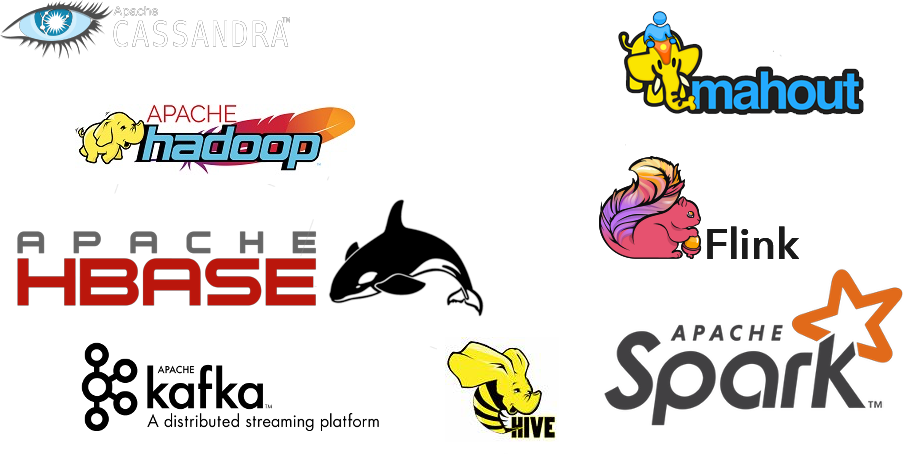 Apache
CASSANDRA™
mahout
APACHE
hadoop
Flink
APACHE
HBASE
APACHE
Spark™
APACHE
kafka™
A distributed streaming platform
HIVE